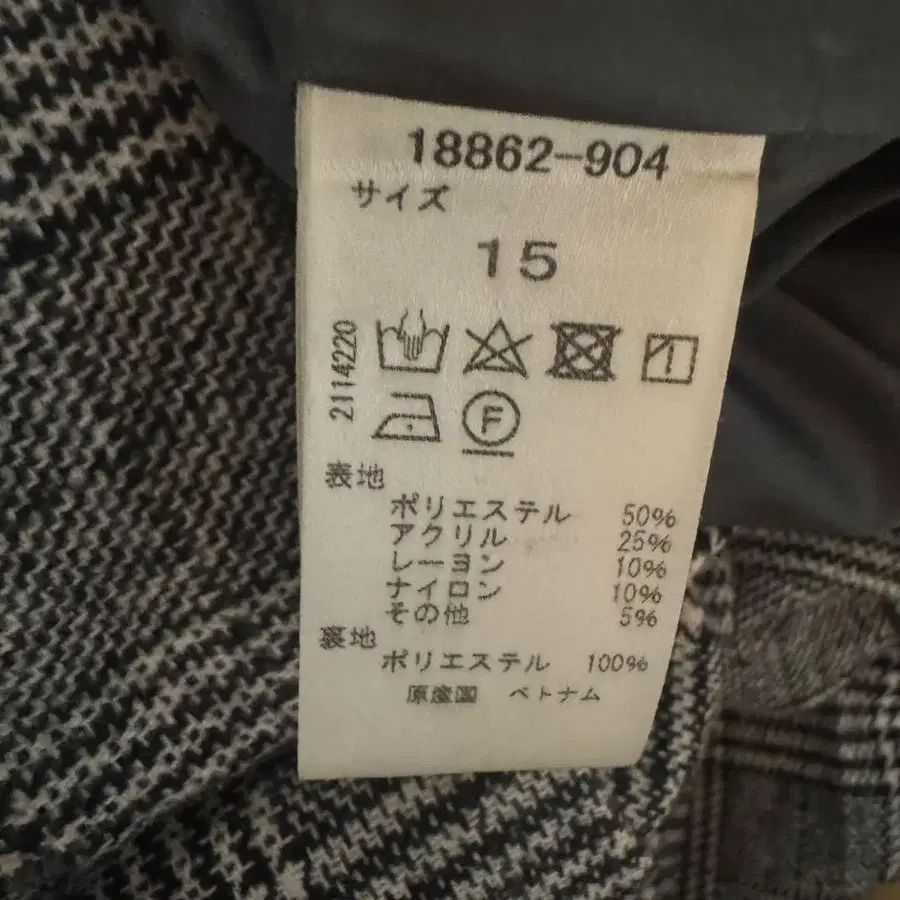 18862-904
サイズ
15
2114220
F
表地
ポリエステル 50%
アクリル 25%
レーヨン 10%
ナイロン 10%
その他 5%
裏地
ポリエステル 100%
原産国 ベトナム